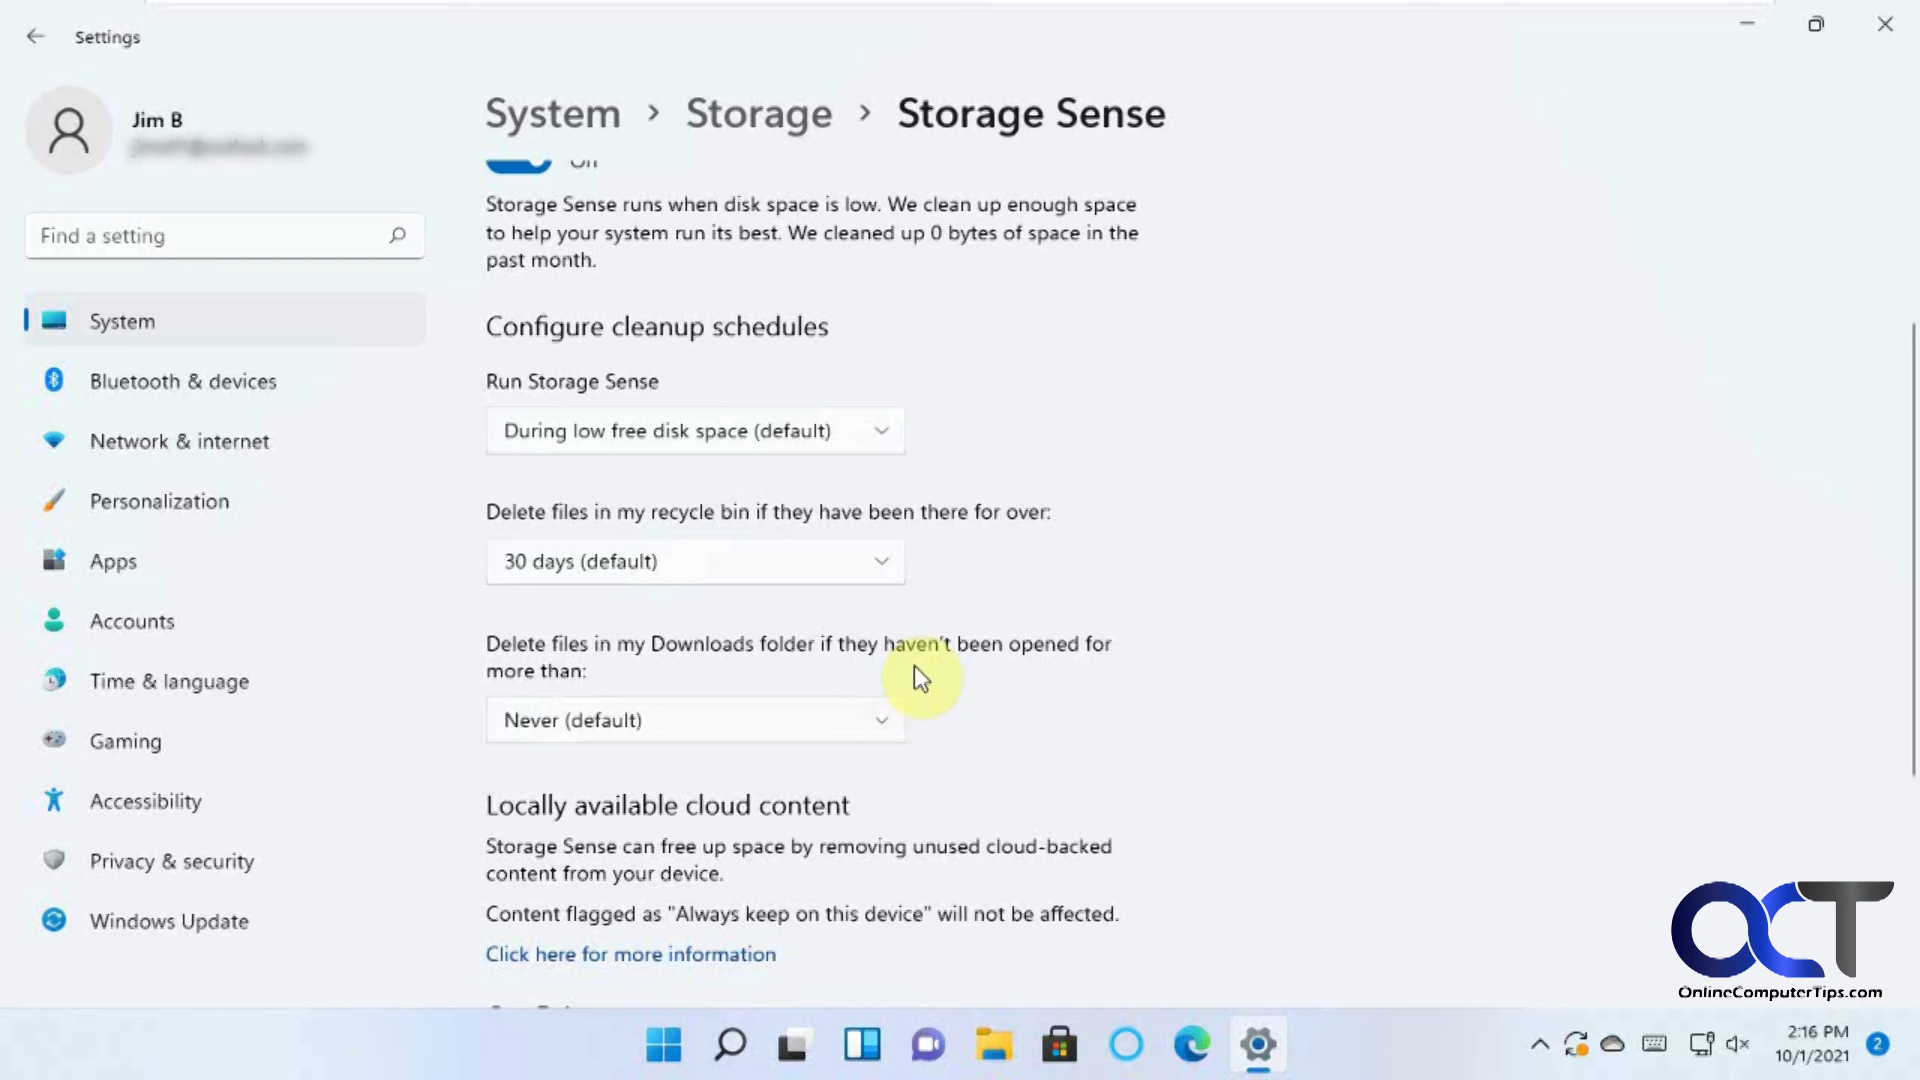 Settings
Jim B
Find a setting
System
Bluetooth & devices
Network & internet
Personalization
Apps
Accounts
Time & language
Gaming
Accessibility
Privacy & security
Windows Update
System > Storage > Storage Sense
Storage Sense runs when disk space is low. We clean up enough space
to help your system run its best. We cleaned up 0 bytes of space in the
past month.
Configure cleanup schedules
Run Storage Sense
During low free disk space (default)
Delete files in my recycle bin if they have been there for over:
30 days (default)
Delete files in my Downloads folder if they haven't been opened for
more than:
Never (default)
Locally available cloud content
Storage Sense can free up space by removing unused cloud-backed
content from your device.
Content flagged as "Always keep on this device" will not be affected.
Click here for more information
OCT
OnlineComputerTips.com
2:16 PM
10/1/2021
2